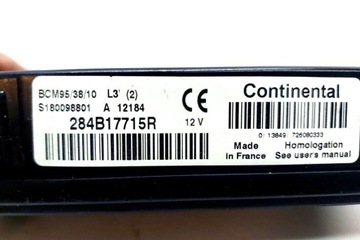 BCM95/38/10 L3' (2)
S180098801 A 12184
CE
Continental
284B17715R
12 V
0: 13849: 726080333
Made in France
Homologation
See user's manual